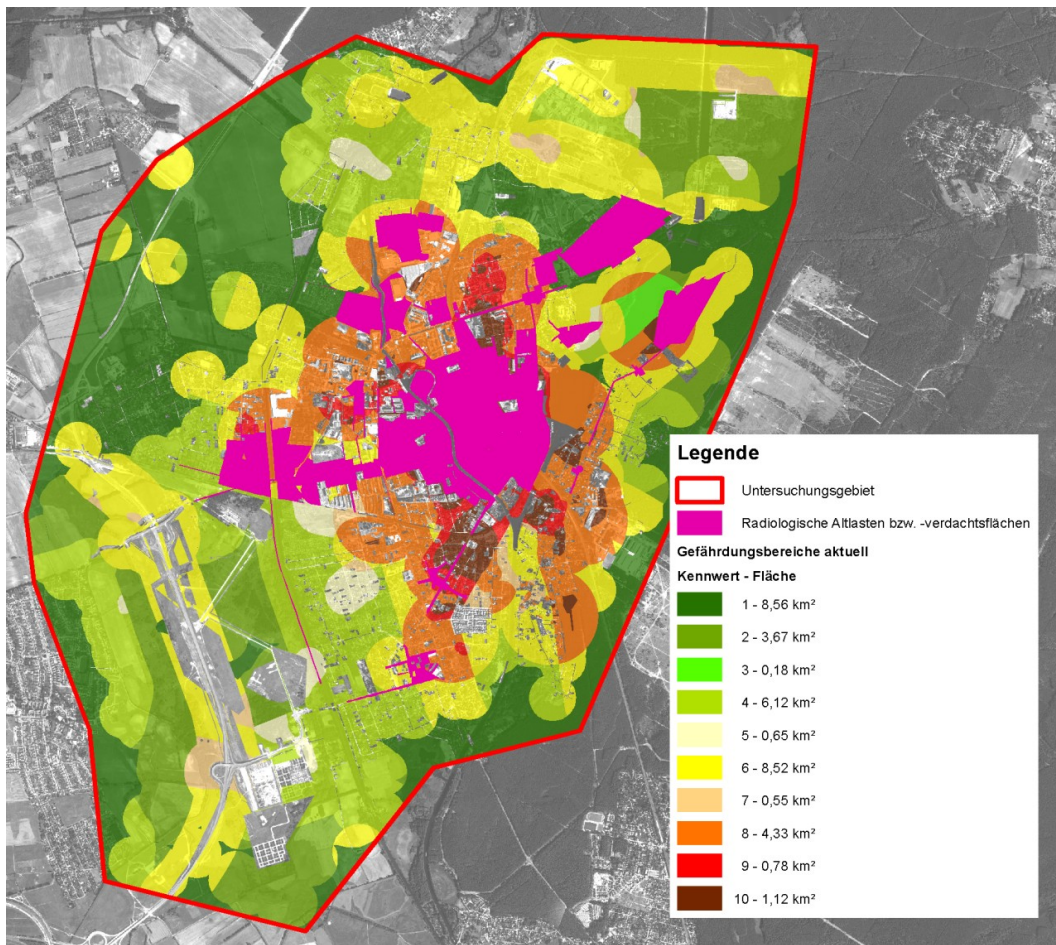 Legende
Untersuchungsgebiet
Radiologische Altlasten bzw. -verdachtsflächen
Gefährdungsbereiche aktuell
Kennwert - Fläche
1 - 8,56 km²
2 - 3,67 km²
3 - 0,18 km²
4 - 6,12 km²
5 - 0,65 km²
6 - 8,52 km²
7 - 0,55 km²
8 - 4,33 km²
9 - 0,78 km²
10 - 1,12 km²